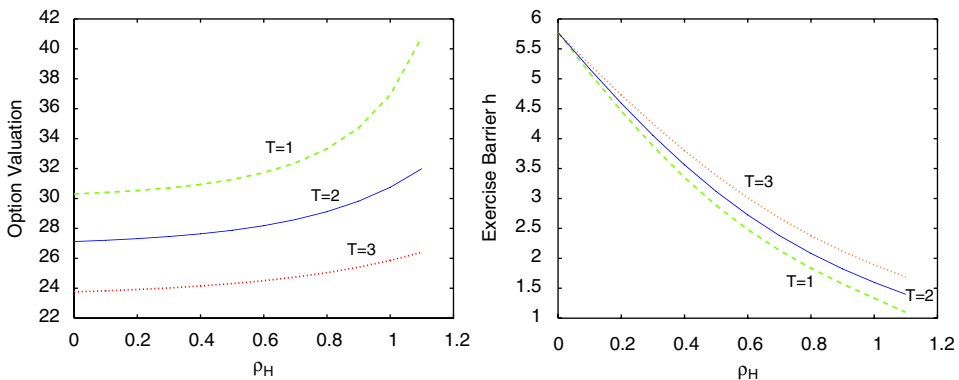 42
40
38
36
34
32
30
28
26
24
22
Option Valuation
T=1
T=2
T=3
0 0.2 0.4 0.6 0.8 1 1.2
ρH
6
5.5
5
4.5
4
3.5
3
2.5
2
1.5
1
Exercise Barrier h
T=3
T=1
T=2
0 0.2 0.4 0.6 0.8 1 1.2
ρH